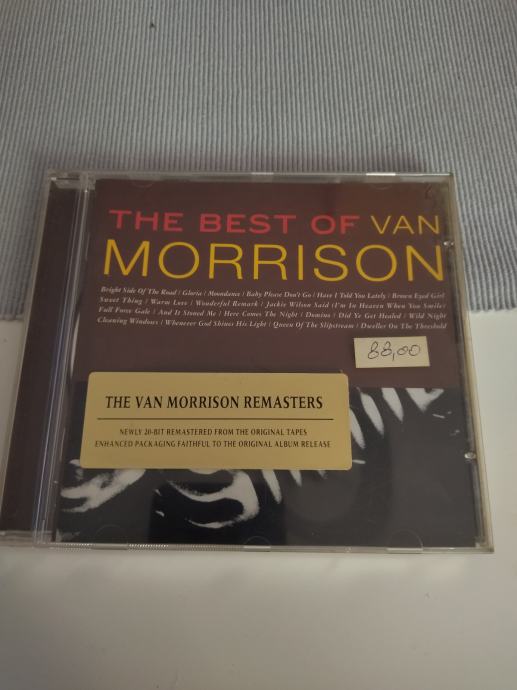 THE BEST OF VAN
MORRISON
Bright Side Of The Road / Gloria / Moondance / Baby Please Don't Go / Have I Told You Lately / Brown Eyed Girl
Sweet Thing / Warm Love / Wonderful Remark / Jackie Wilson Said (I'm In Heaven When You Smile)
Full Force Gale / And It Stoned Me / Here Comes The Night / Domino / Did Ye Get Healed / Wild Night
Cleaning Windows / Whenever God Shines His Light / Queen Of The Slipstream / Dweller On The Threshold
88,00
THE VAN MORRISON REMASTERS
NEWLY 20-BIT REMASTERED FROM THE ORIGINAL TAPES
ENHANCED PACKAGING FAITHFUL TO THE ORIGINAL ALBUM RELEASE